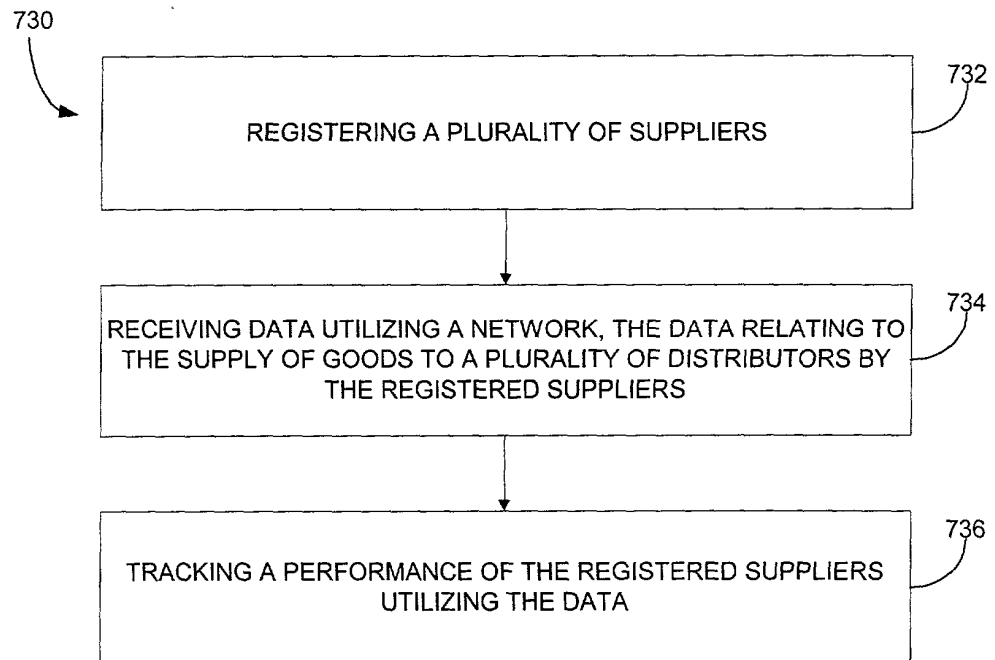 730
732
REGISTERING A PLURALITY OF SUPPLIERS
734
RECEIVING DATA UTILIZING A NETWORK, THE DATA RELATING TO
THE SUPPLY OF GOODS TO A PLURALITY OF DISTRIBUTORS BY
THE REGISTERED SUPPLIERS
736
TRACKING A PERFORMANCE OF THE REGISTERED SUPPLIERS
UTILIZING THE DATA